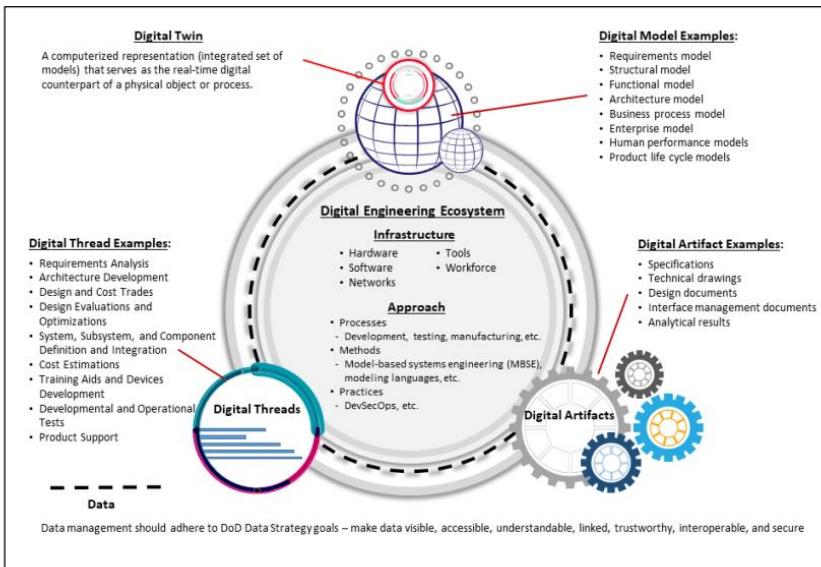 Digital Twin
A computerized representation (integrated set of
models) that serves as the real-time digital
counterpart of a physical object or process.
Digital Model Examples:
• Requirements model
• Structural model
• Functional model
• Architecture model
• Business process model
• Enterprise model
• Human performance models
• Product life cycle models
Digital Engineering Ecosystem
Infrastructure
• Hardware
• Software
• Networks
• Tools
• Workforce
Approach
• Processes
- Development, testing, manufacturing, etc.
• Methods
- Model-based systems engineering (MBSE),
modeling languages, etc.
• Practices
- DevSecOps, etc.
Digital Thread Examples:
• Requirements Analysis
• Architecture Development
• Design and Cost Trades
• Design Evaluations and
Optimizations
• System, Subsystem, and Component
Definition and Integration
• Cost Estimations
• Training Aids and Devices
Development
• Developmental and Operational
Tests
• Product Support
Digital Artifact Examples:
• Specifications
• Technical drawings
• Design documents
• Interface management documents
• Analytical results
Digital Threads
Digital Artifacts
Data
Data management should adhere to DoD Data Strategy goals – make data visible, accessible, understandable, linked, trustworthy, interoperable, and secure